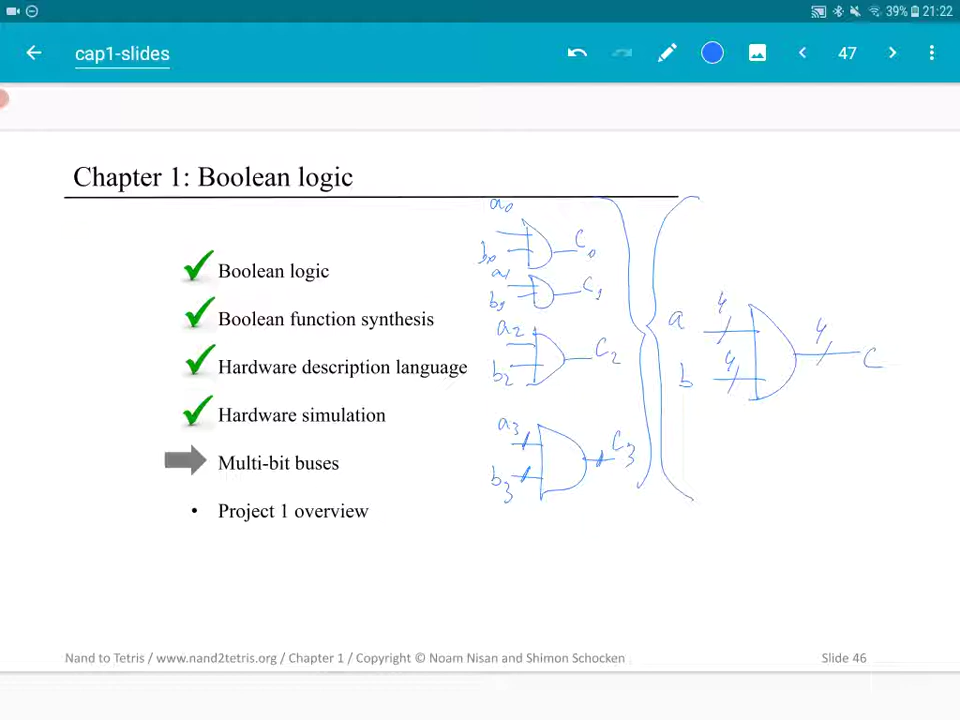 39% 21:22
cap1-slides 47
Chapter 1: Boolean logic
Boolean logic
Boolean function synthesis
Hardware description language
Hardware simulation
Multi-bit buses
• Project 1 overview
a0
b0 C0
a1
b1 C1
a2
b2 C2
a3
b3 C3
a 4
b 4
4 C
Nand to Tetris / www.nand2tetris.org / Chapter 1 / Copyright © Noam Nisan and Shimon Schocken Slide 46